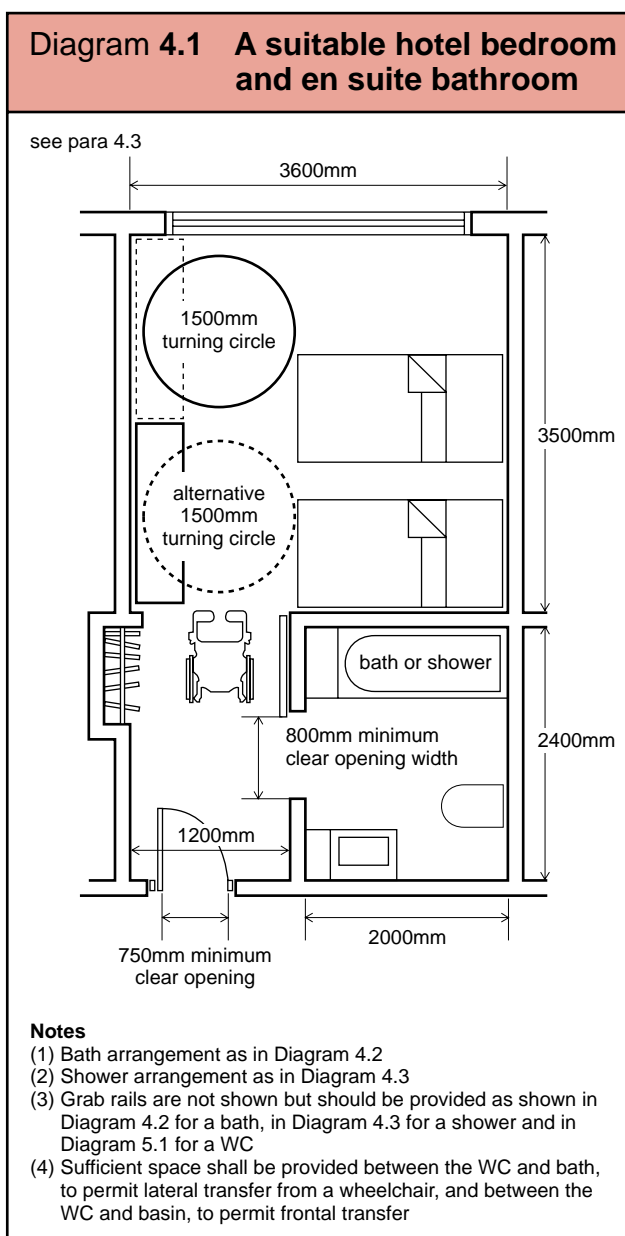 Diagram 4.1 A suitable hotel bedroom
and en suite bathroom
see para 4.3
3600mm
1500mm
turning circle
3500mm
alternative
1500mm
turning circle
bath or shower
800mm minimum
clear opening width
2400mm
1200mm
750mm minimum
clear opening
2000mm
Notes
(1) Bath arrangement as in Diagram 4.2
(2) Shower arrangement as in Diagram 4.3
(3) Grab rails are not shown but should be provided as shown in
Diagram 4.2 for a bath, in Diagram 4.3 for a shower and in
Diagram 5.1 for a WC
(4) Sufficient space shall be provided between the WC and bath,
to permit lateral transfer from a wheelchair, and between the
WC and basin, to permit frontal transfer